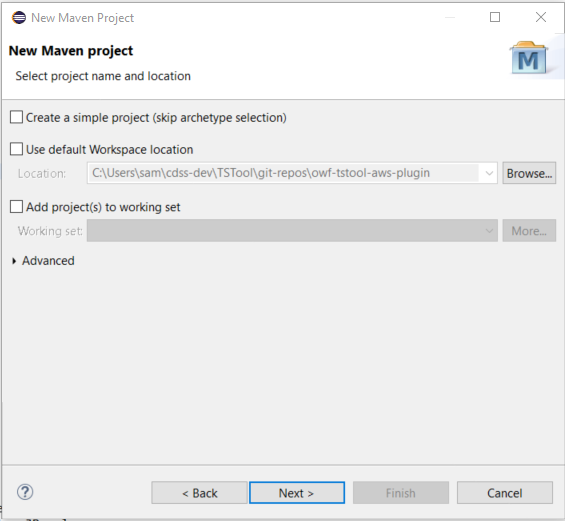 New Maven Project
New Maven project
Select project name and location
M
Create a simple project (skip archetype selection)
Use default Workspace location
Location: C:\Users\sam\cdss-dev\TSTool\git-repos\owf-tstool-aws-plugin Browse...
Add project(s) to working set
Working set: More...
Advanced
? < Back Next > Finish Cancel